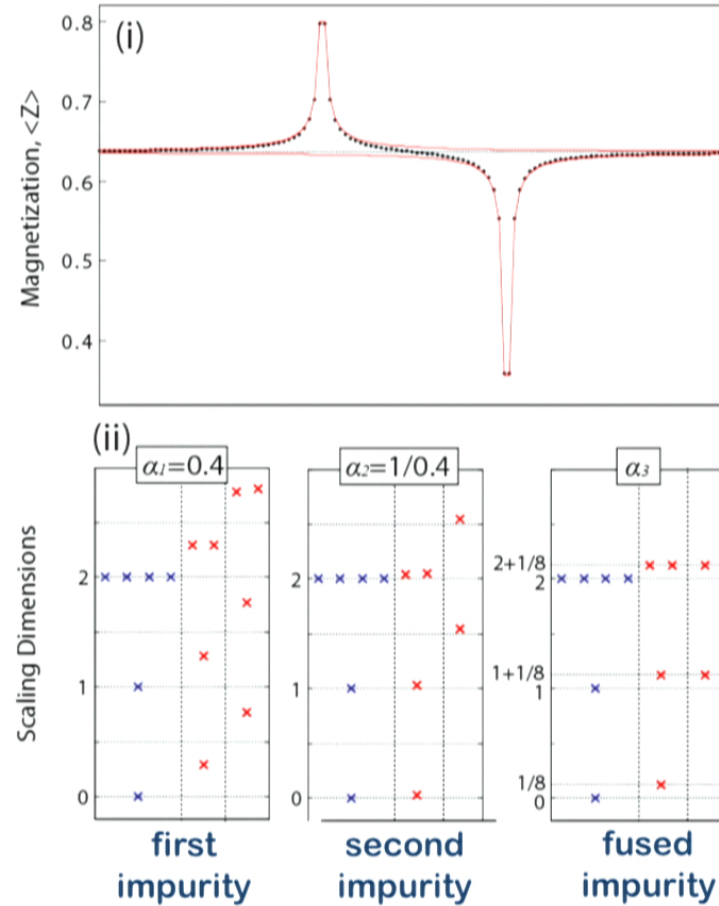 (i)
Magnetization, <Z>
0.8
0.7
0.6
0.5
0.4
(ii)
Scaling Dimensions
α1=0.4
α2=1/0.4
α3
2
1
0
2
1
0
2+1/8
2
1+1/8
1
1/8
0
first
impurity
second
impurity
fused
impurity